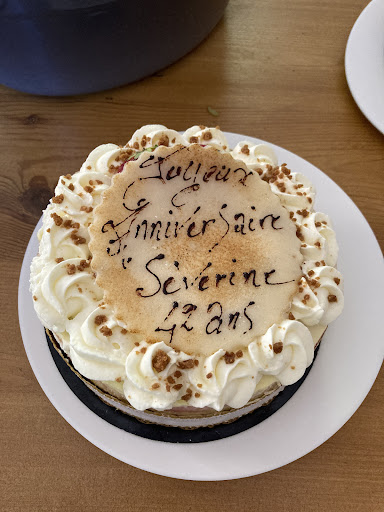 Joyeux
Anniversaire
Séverine
42 ans